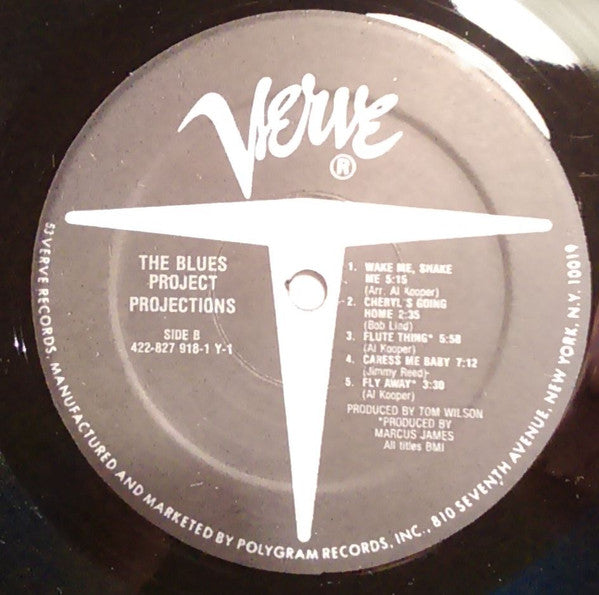 Verve
®
THE BLUES
PROJECT
PROJECTIONS
SIDE B
422-827 918-1 Y-1
1. WAKE ME, SHAKE
ME 5:15
(Arr. Al Kooper)
2. CHERYL'S GOING
HOME 2:35
(Bob Lind)
3. FLUTE THING* 5:58
(Al Kooper)
4. CARESS ME BABY 7:12
(Jimmy Reed)
5. FLY AWAY* 3:30
(Al Kooper)
PRODUCED BY TOM WILSON
*PRODUCED BY
MARCUS JAMES
All titles BMI
VERVE RECORDS. MANUFACTURED AND MARKETED BY POLYGRAM RECORDS, INC., 810 SEVENTH AVENUE, NEW YORK, N.Y. 10019